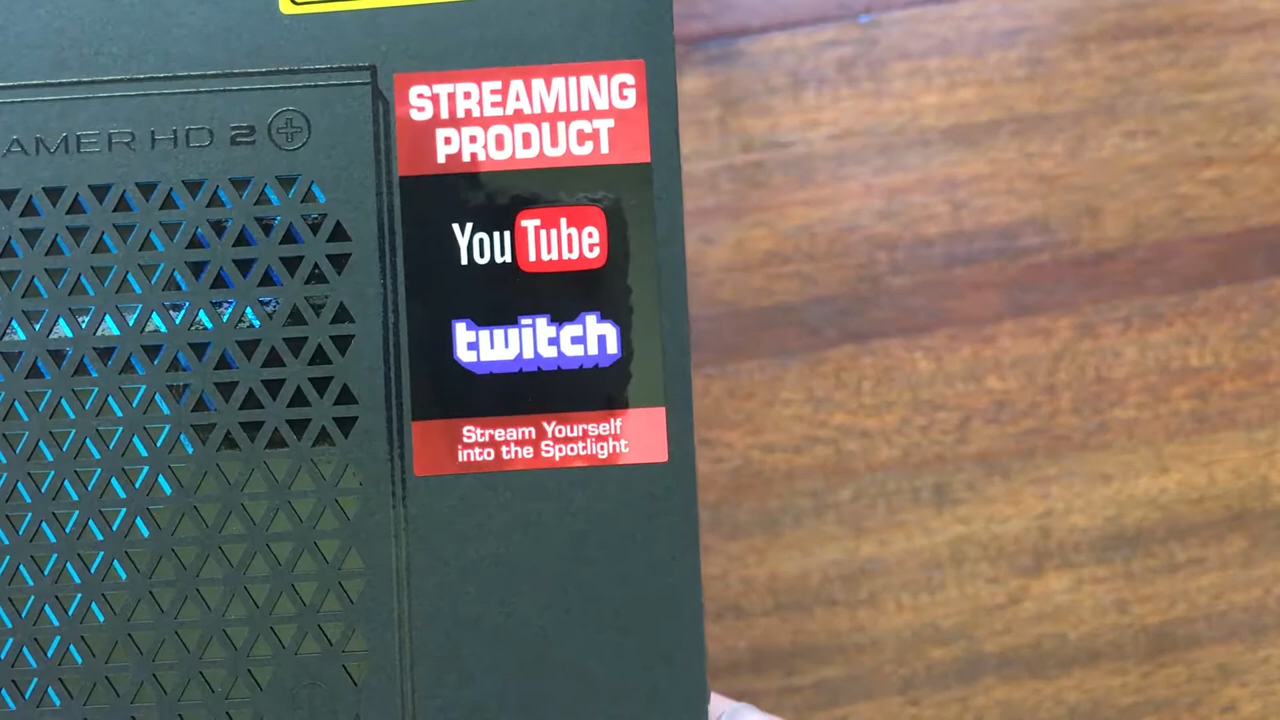 AMER HD 2
STREAMING
PRODUCT
YouTube
twitch
Stream Yourself
into the Spotlight